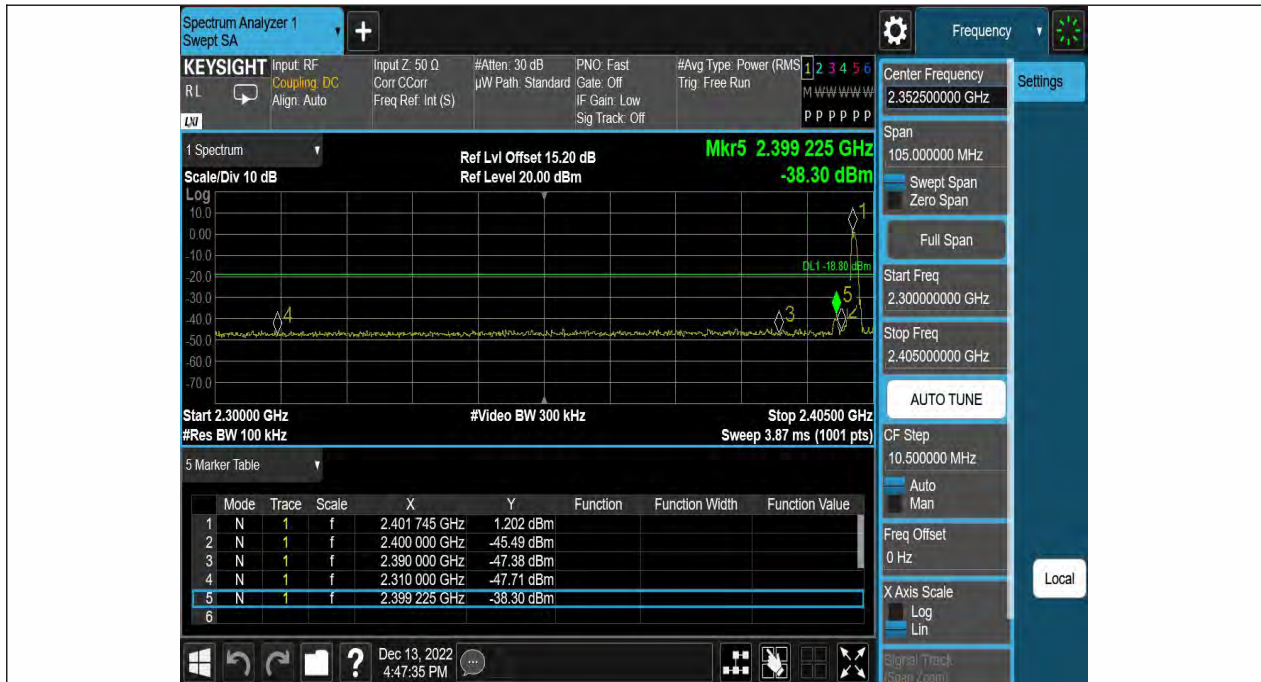 Spectrum Analyzer 1
Swept SA
+
Frequency
KEYSIGHT
RL
LXI
Input: RF
Coupling: DC
Align: Auto
Input Z: 50 Ω
Corr CCorr
Freq Ref: Int (S)
#Atten: 30 dB
µW Path: Standard
PNO: Fast
Gate: Off
IF Gain: Low
Sig Track: Off
#Avg Type: Power (RMS
Trig: Free Run
1 2 3 4 5 6
M W W W W W
P P P P P P
1 Spectrum
Scale/Div 10 dB
Ref Lvl Offset 15.20 dB
Ref Level 20.00 dBm
Mkr5 2.399 225 GHz
-38.30 dBm
Log
10.0
0.00
-10.0
-20.0
-30.0
-40.0
-50.0
-60.0
-70.0
1
DL1 -18.80 dBm
5
4
3
2
Start 2.30000 GHz
#Res BW 100 kHz
#Video BW 300 kHz
Stop 2.40500 GHz
Sweep 3.87 ms (1001 pts)
5 Marker Table
Mode Trace Scale X Y Function Function Width Function Value
1 N 1 f 2.401 745 GHz 1.202 dBm
2 N 1 f 2.400 000 GHz -45.49 dBm
3 N 1 f 2.390 000 GHz -47.38 dBm
4 N 1 f 2.310 000 GHz -47.71 dBm
5 N 1 f 2.399 225 GHz -38.30 dBm
6
?
Dec 13, 2022
4:47:35 PM
Center Frequency
2.352500000 GHz
Settings
Span
105.000000 MHz
Swept Span
Zero Span
Full Span
Start Freq
2.300000000 GHz
Stop Freq
2.405000000 GHz
AUTO TUNE
CF Step
10.500000 MHz
Auto
Man
Freq Offset
0 Hz
Local
X Axis Scale
Log
Lin
Signal Track
(Span Zoom)